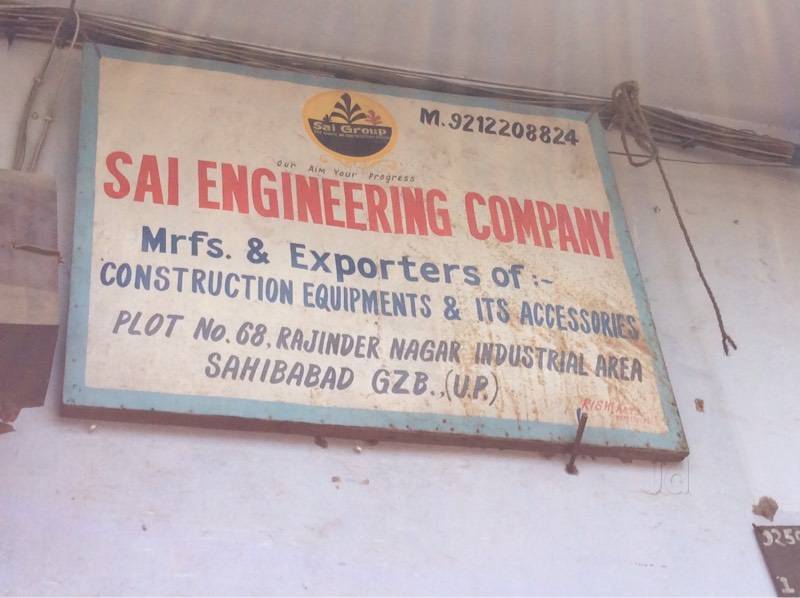 Sai Group
M.9212208824
Our Aim Your Progress
SAI ENGINEERING COMPANY
Mrfs. & Exporters of :-
CONSTRUCTION EQUIPMENTS & ITS ACCESSORIES
PLOT No. 68, RAJINDER NAGAR INDUSTRIAL AREA
SAHIBABAD GZB.,(U.P.)
Jd